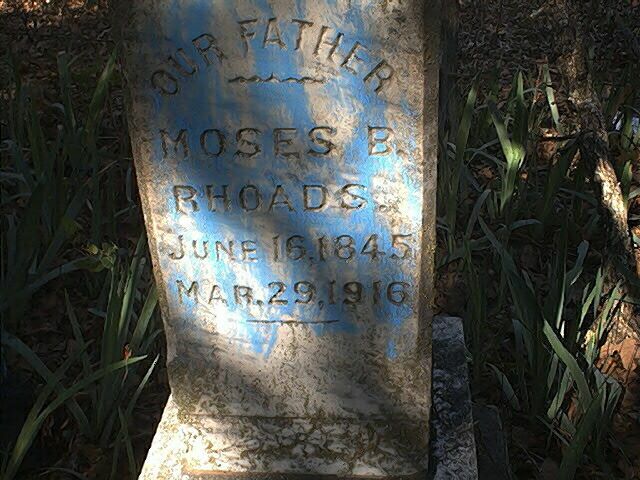 OUR FATHER
MOSES B.
RHOADS.
JUNE 16, 1845
MAR. 29, 1916